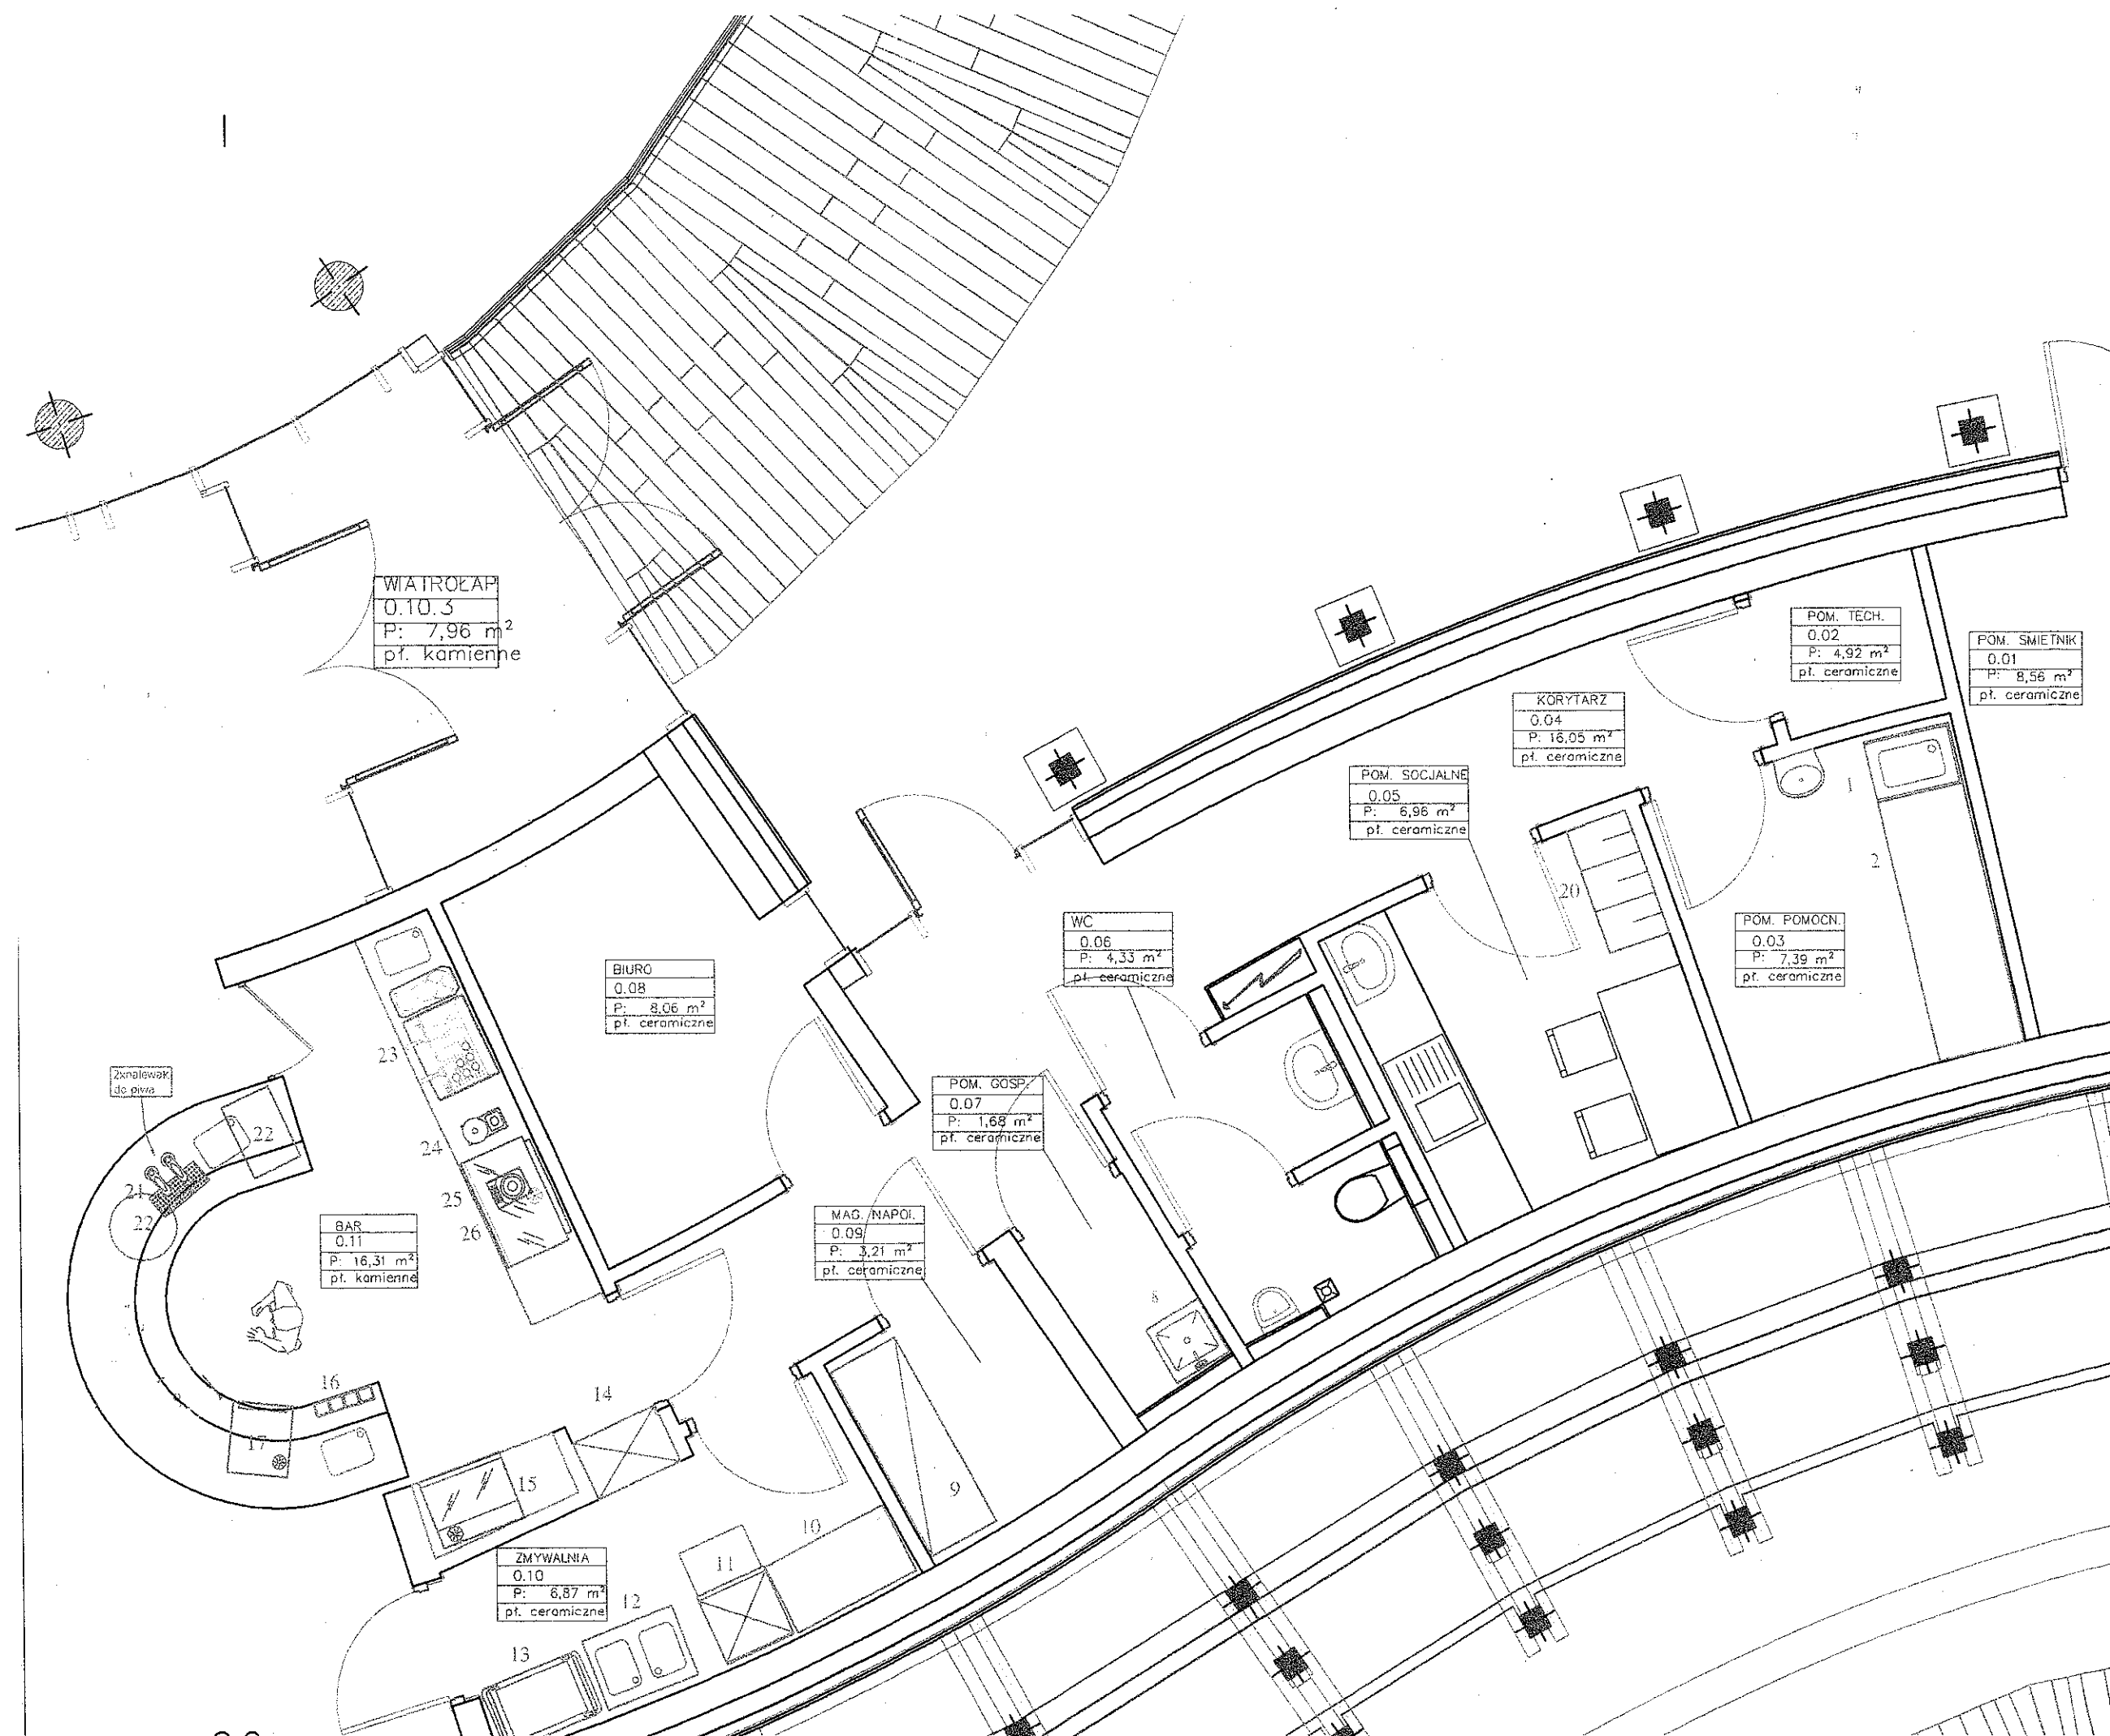 WIATROŁAP
0.10.3
P: 7,96 m²
pł. kamienne
POM. TECH.
0.02
P: 4,92 m²
pł. ceramiczne
POM. SMIETNIK
0.01
P: 8,56 m²
pł. ceramiczne
KORYTARZ
0.04
P: 16,05 m²
pł. ceramiczne
POM. SOCJALNE
0.05
P: 6,96 m²
pł. ceramiczne
1
2
20
WC
0.06
P: 4,33 m²
pł. ceramiczne
POM. POMOCN.
0.03
P: 7,39 m²
pł. ceramiczne
BIURO
0.08
P: 8,06 m²
pł. ceramiczne
23
2xnalewak
do piwa
POM. GOSP.
0.07
P: 1,68 m²
pł. ceramiczne
22
24
21
22
25
26
BAR
0.11
P: 16,31 m²
pł. kamienne
MAG. NAPOI.
0.09
P: 3,21 m²
pł. ceramiczne
8
16
14
17
15
9
10
11
ZMYWALNIA
0.10
P: 6,87 m²
pł. ceramiczne
12
13